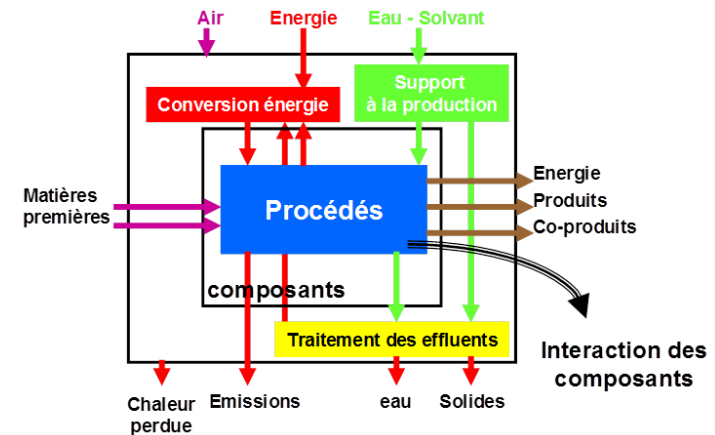 Air
Energie
Eau - Solvant
Conversion énergie
Support
à la production
Matières
premières
Procédés
Energie
Produits
Co-produits
composants
Traitement des effluents
Interaction des
composants
Chaleur
perdue
Emissions
eau
Solides